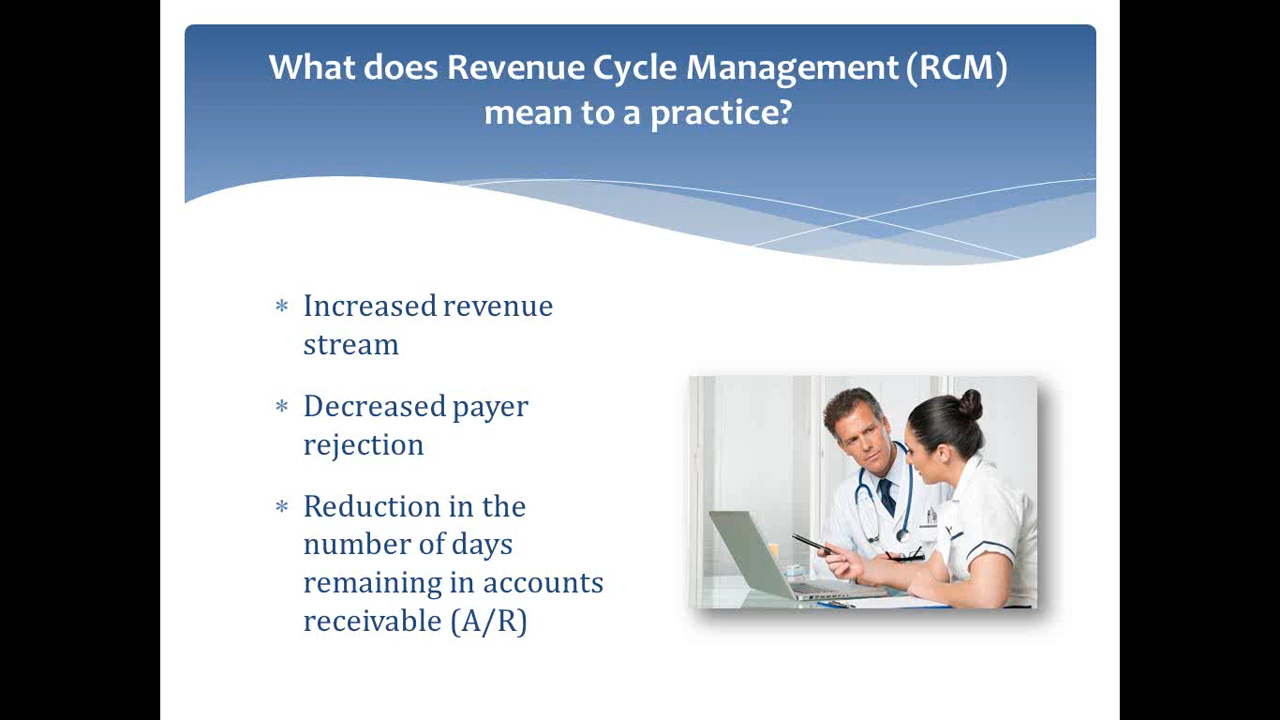 What does Revenue Cycle Management (RCM)
mean to a practice?
* Increased revenue
stream
* Decreased payer
rejection
* Reduction in the
number of days
remaining in accounts
receivable (A/R)